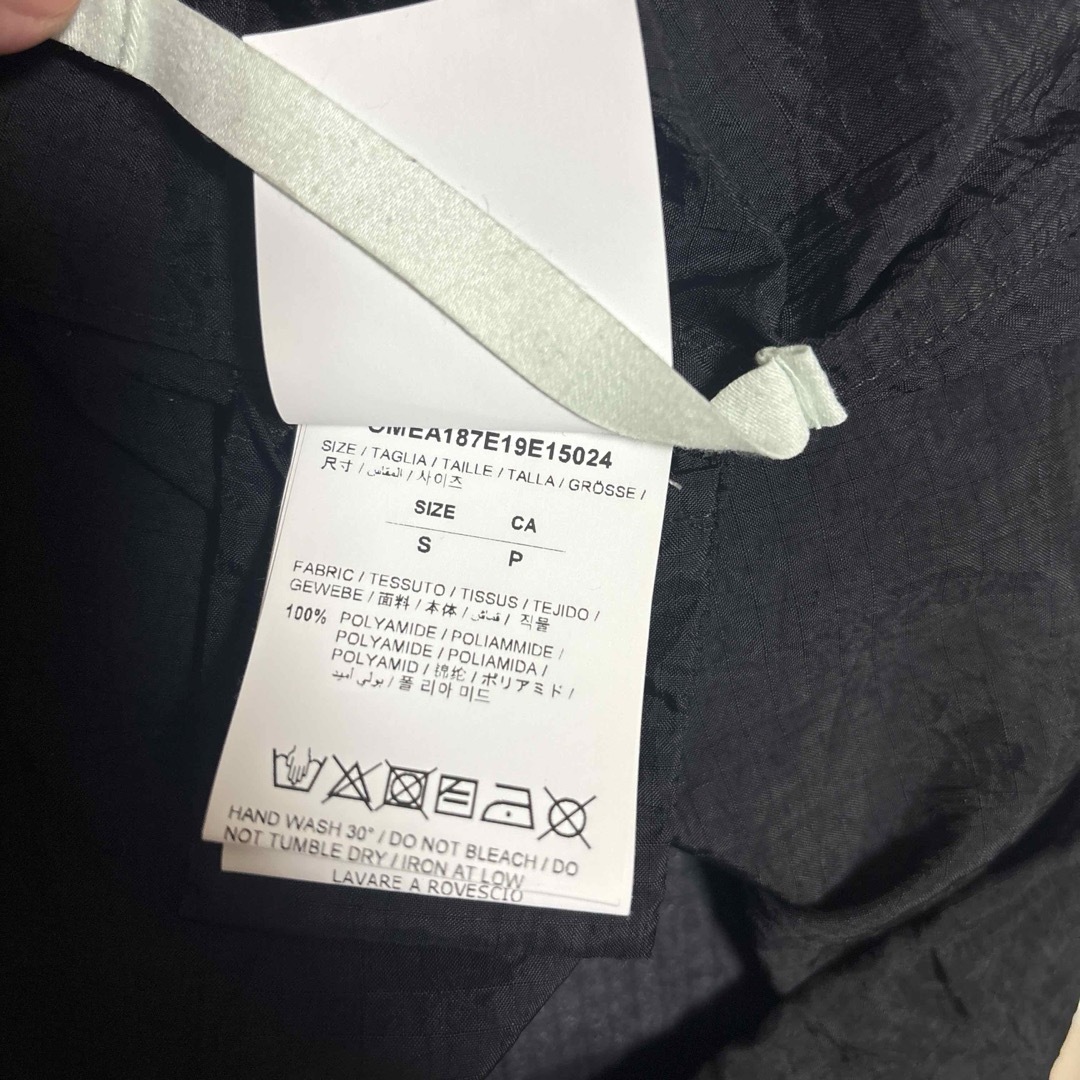 OMEA187E19E15024
SIZE / TAGLIA / TAILLE / TALLA / GRÖSSE /
尺寸 / المقاس / 사이즈
SIZE CA
S P
FABRIC / TESSUTO / TISSUS / TEJIDO /
GEWEBE / 面料 / 本体 / قماش / 직물
100% POLYAMIDE / POLIAMMIDE /
POLYAMIDE / POLIAMIDA /
POLYAMID / 锦纶 / ポリアミド /
بولي أميد / 폴리아미드
HAND WASH 30° / DO NOT BLEACH / DO
NOT TUMBLE DRY / IRON AT LOW
LAVARE A ROVESCIO